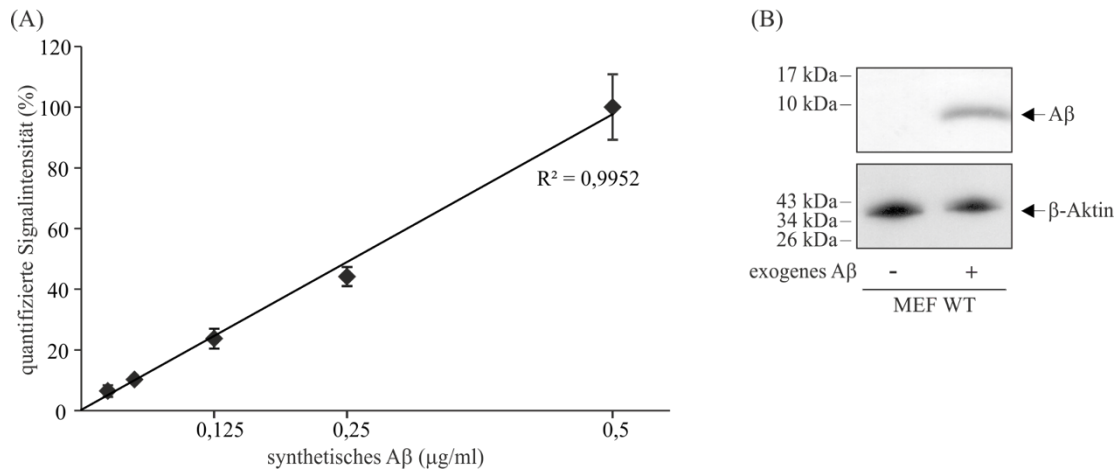 (A)
120
100
80
60
40
20
0
quantifizierte Signalintensität (%)
R² = 0,9952
0,125
0,25
0,5
synthetisches Aβ (µg/ml)
(B)
17 kDa
10 kDa
Aβ
43 kDa
34 kDa
26 kDa
β-Aktin
exogenes Aβ - +
MEF WT